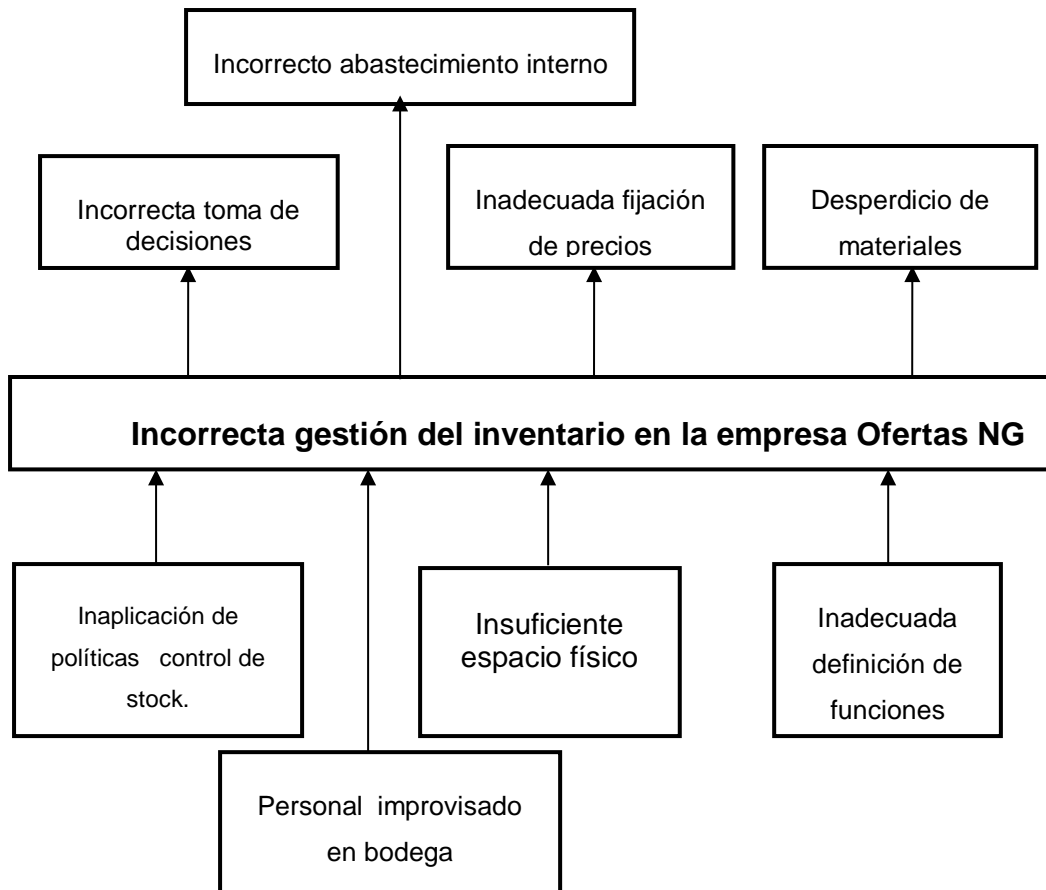 Incorrecto abastecimiento interno
Incorrecta toma de
decisiones
Inadecuada fijación
de precios
Desperdicio de
materiales
Incorrecta gestión del inventario en la empresa Ofertas NG
Inaplicación de
políticas control de
stock.
Insuficiente
espacio físico
Inadecuada
definición de
funciones
Personal improvisado
en bodega